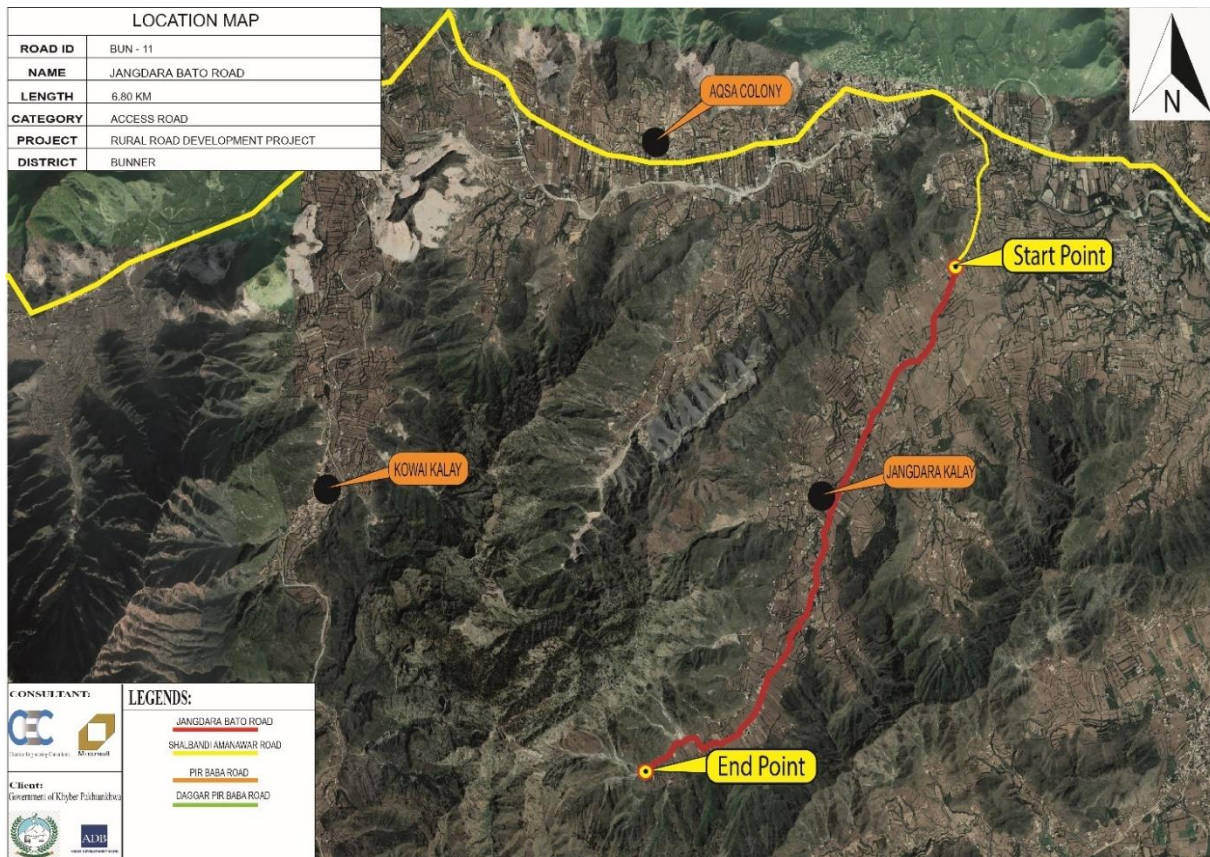 LOCATION MAP
ROAD ID BUN - 11
NAME JANGDARA BATO ROAD
LENGTH 6.80 KM
CATEGORY ACCESS ROAD
PROJECT RURAL ROAD DEVELOPMENT PROJECT
DISTRICT BUNNER
N
AQSA COLONY
Start Point
KOWAI KALAY
JANGDARA KALAY
End Point
CONSULTANT:
CEC
Client:
Government of Khyber Pakhtunkhwa
ADB
LEGENDS:
JANGDARA BATO ROAD
SHALBANDI AMANAWAR ROAD
PIR BABA ROAD
DAGGAR PIR BABA ROAD